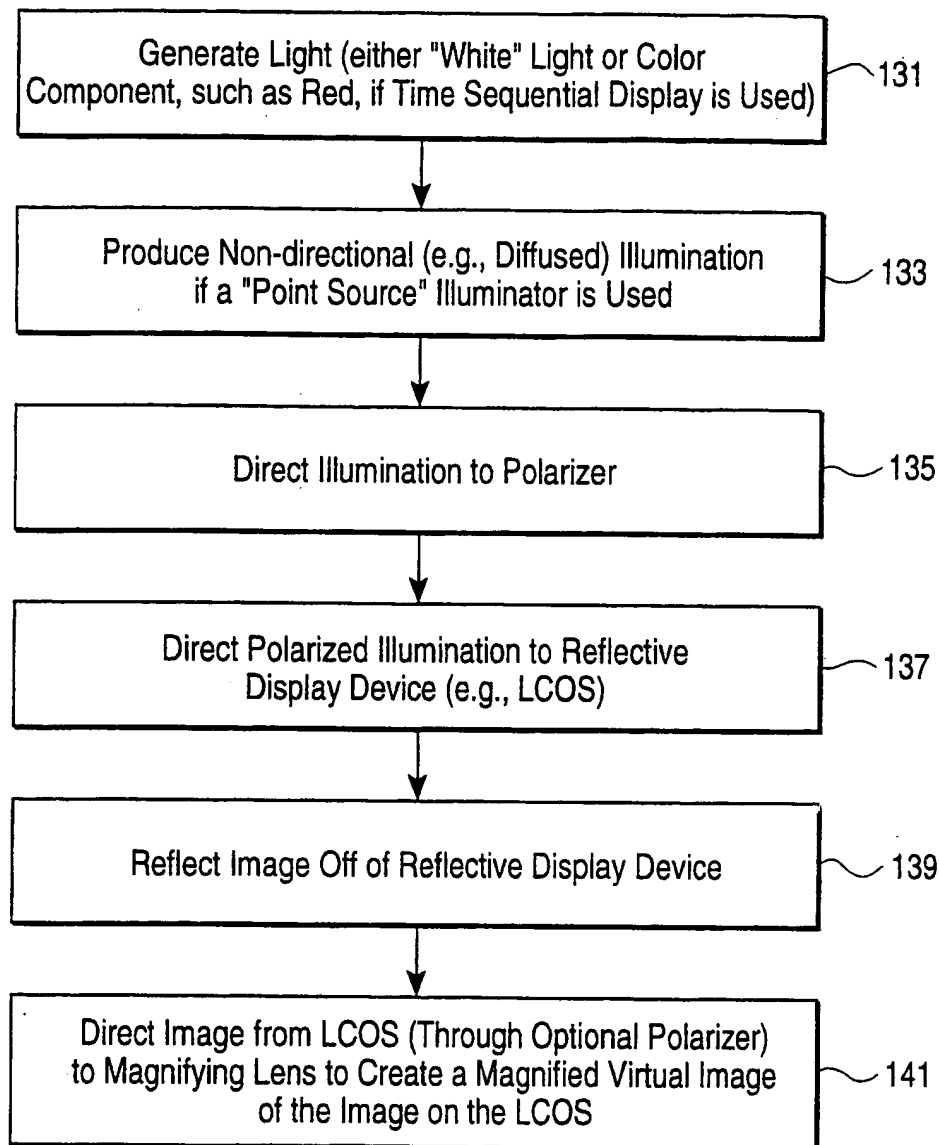 Generate Light (either "White" Light or Color
Component, such as Red, if Time Sequential Display is Used)
131
Produce Non-directional (e.g., Diffused) Illumination
if a "Point Source" Illuminator is Used
133
Direct Illumination to Polarizer
135
Direct Polarized Illumination to Reflective
Display Device (e.g., LCOS)
137
Reflect Image Off of Reflective Display Device
139
Direct Image from LCOS (Through Optional Polarizer)
to Magnifying Lens to Create a Magnified Virtual Image
of the Image on the LCOS
141